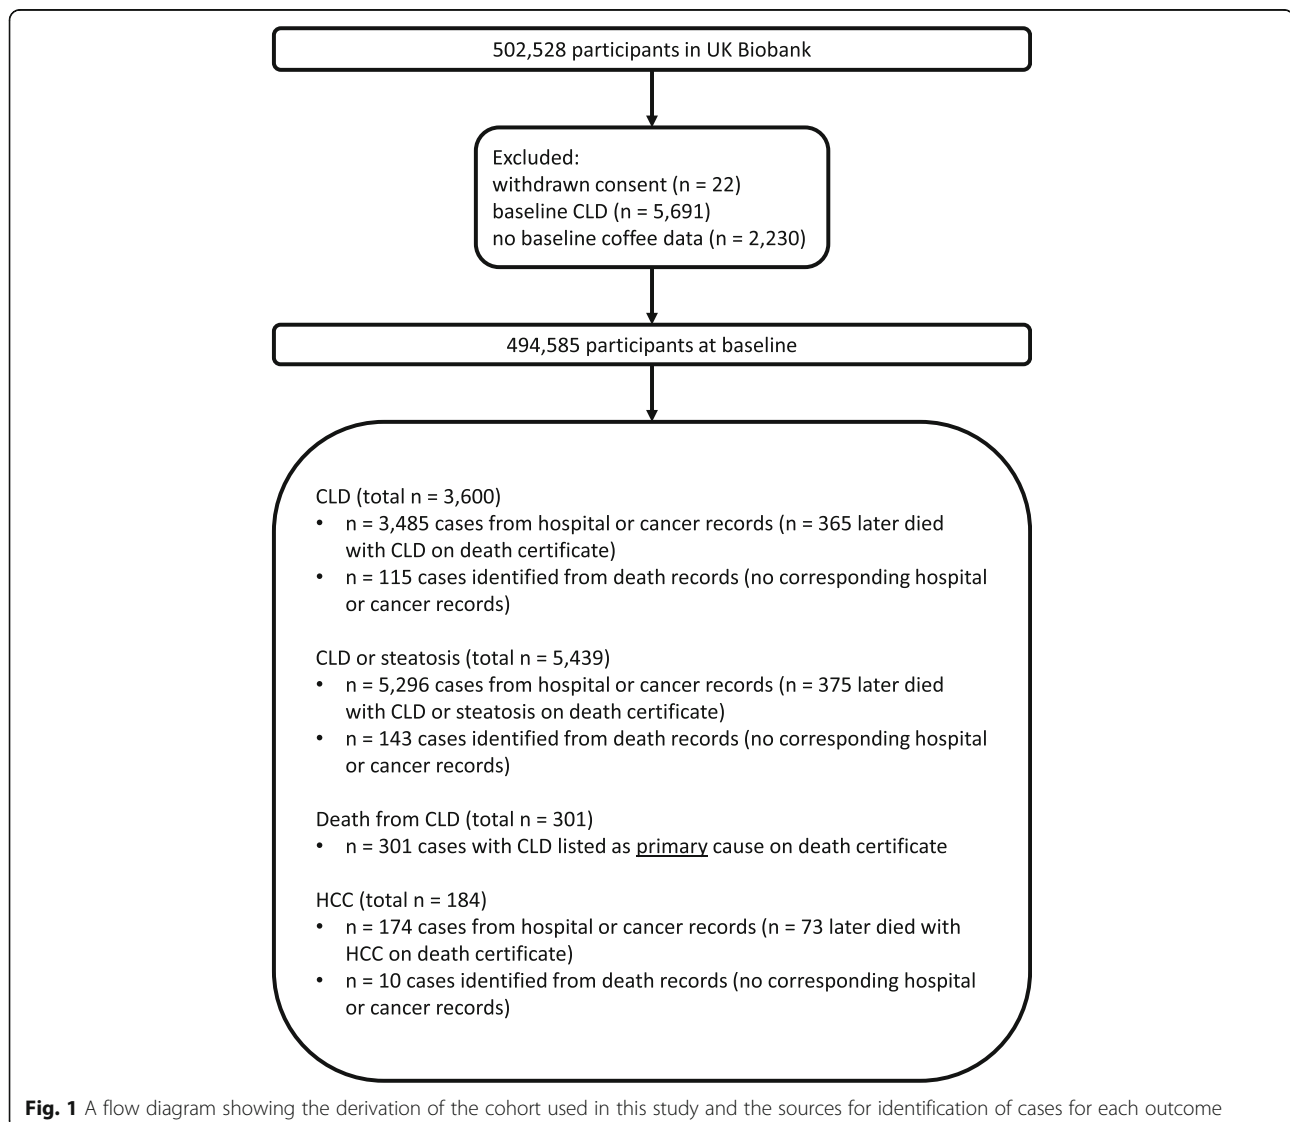 502,528 participants in UK Biobank
Excluded:
withdrawn consent (n = 22)
baseline CLD (n = 5,691)
no baseline coffee data (n = 2,230)
494,585 participants at baseline
CLD (total n = 3,600)
• n = 3,485 cases from hospital or cancer records (n = 365 later died
with CLD on death certificate)
• n = 115 cases identified from death records (no corresponding hospital
or cancer records)
CLD or steatosis (total n = 5,439)
• n = 5,296 cases from hospital or cancer records (n = 375 later died
with CLD or steatosis on death certificate)
• n = 143 cases identified from death records (no corresponding hospital
or cancer records)
Death from CLD (total n = 301)
• n = 301 cases with CLD listed as primary cause on death certificate
HCC (total n = 184)
• n = 174 cases from hospital or cancer records (n = 73 later died with
HCC on death certificate)
• n = 10 cases identified from death records (no corresponding hospital
or cancer records)
Fig. 1 A flow diagram showing the derivation of the cohort used in this study and the sources for identification of cases for each outcome